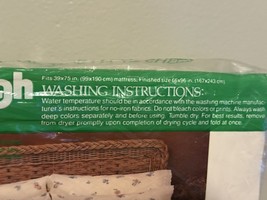 Fits 39x75 in. (99x190 cm) mattress. Finished size 66x96 in. (167x243 cm)
gh
WASHING INSTRUCTIONS:
Water temperature should be in accordance with the washing machine manufac-
turer's instructions for no-iron fabrics. Do not bleach colors or prints. Always wash
deep colors separately and before using. Tumble dry. For best results, remove
from dryer promptly upon completion of drying cycle and fold at once.